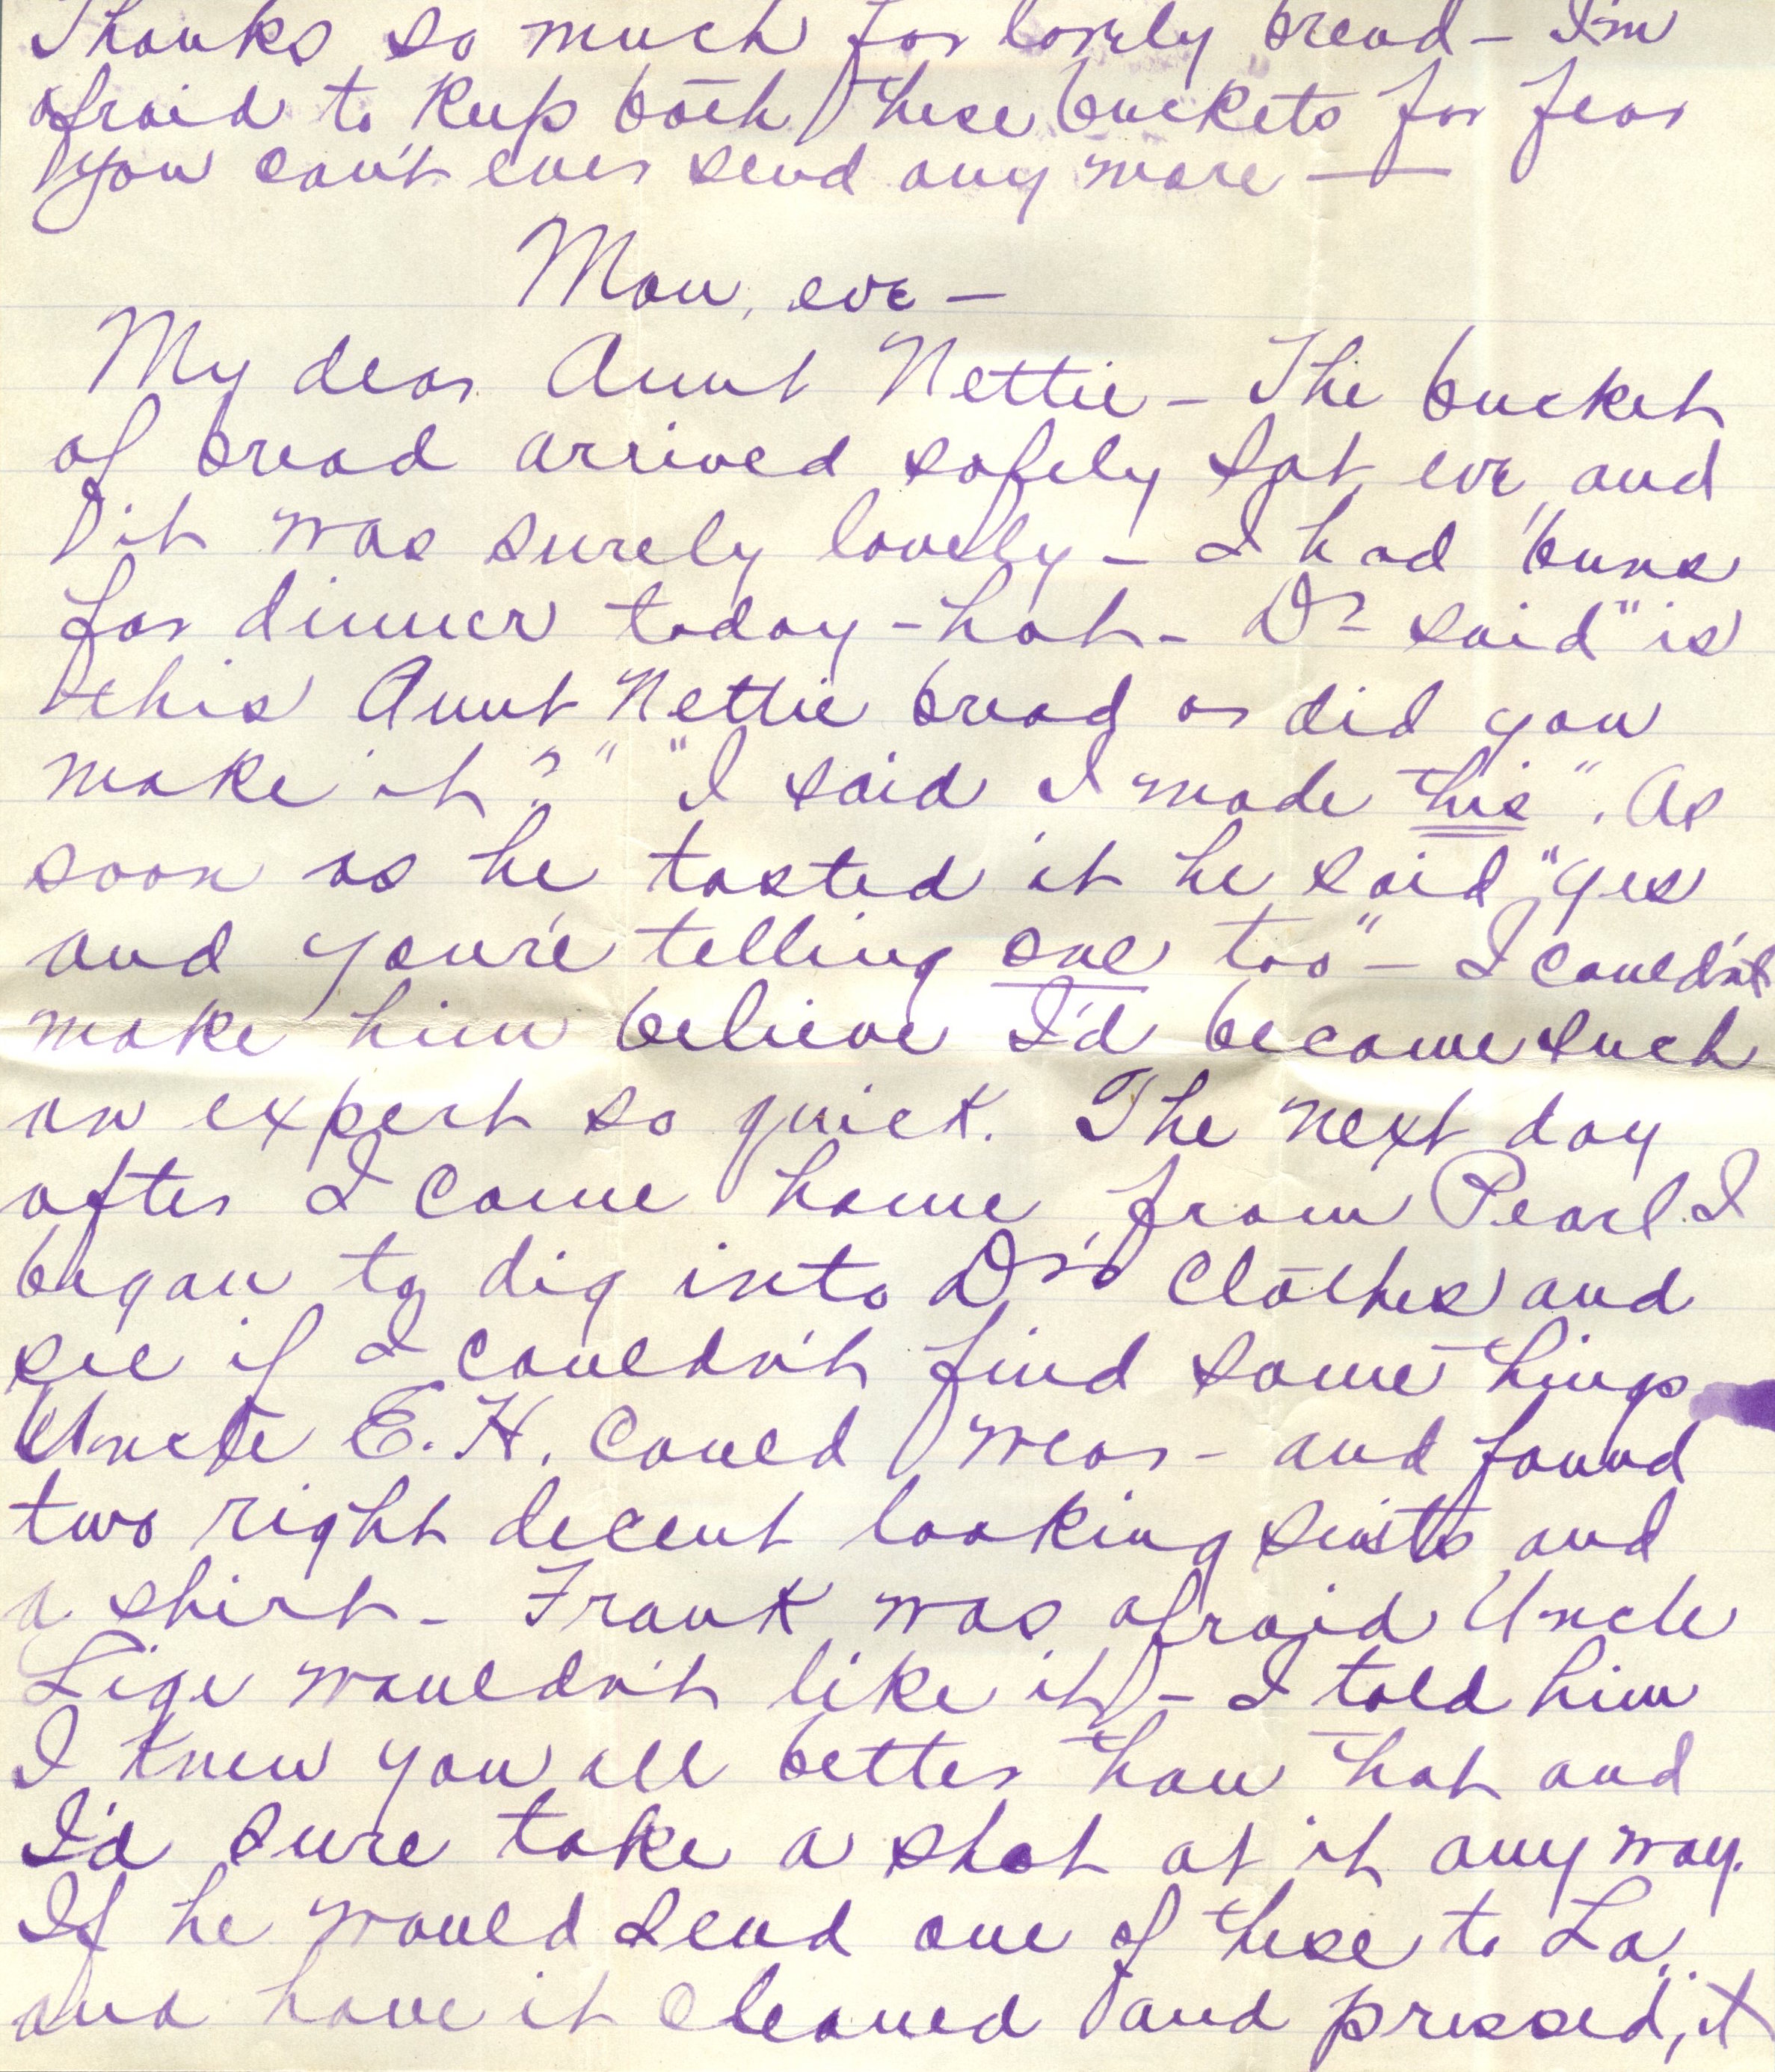 Thanks so much for lovely bread — I'm
afraid to keep both these buckets for fear
you can't ever send any more —
Mon, eve —
My dear Aunt Nettie — The bucket
of bread arrived safely Sat, eve, and
it was surely lovely — I had buns
for dinner today - hot - Dr said "is
this Aunt Nettie bread or did you
make it?" "I said I made this". As
soon as he tasted it he said, "yes
and you're telling one too" — I couldn't
make him believe I'd become such
an expert so quick. The next day
after I came home from Pearl I
began to dig into Dr's clothes and
see if I couldn't find some things
Uncle E. H. could wear - and found
two right decent looking suits and
a shirt - Frank was afraid Uncle
Lige wouldn't like it - I told him
I knew you all better than that and
I'd sure take a shot at it any way.
If he would send one of these to La.
and have it cleaned and pressed, it